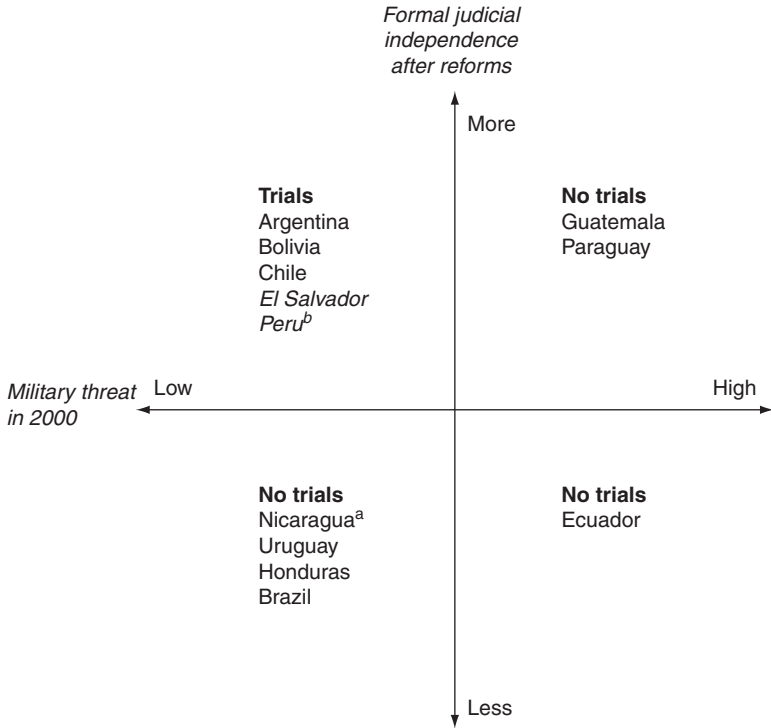 Formal judicial
independence
after reforms
More
Trials
Argentina
Bolivia
Chile
El Salvador
Peru^b
No trials
Guatemala
Paraguay
Military threat
in 2000
Low
High
No trials
Nicaragua^a
Uruguay
Honduras
Brazil
No trials
Ecuador
Less